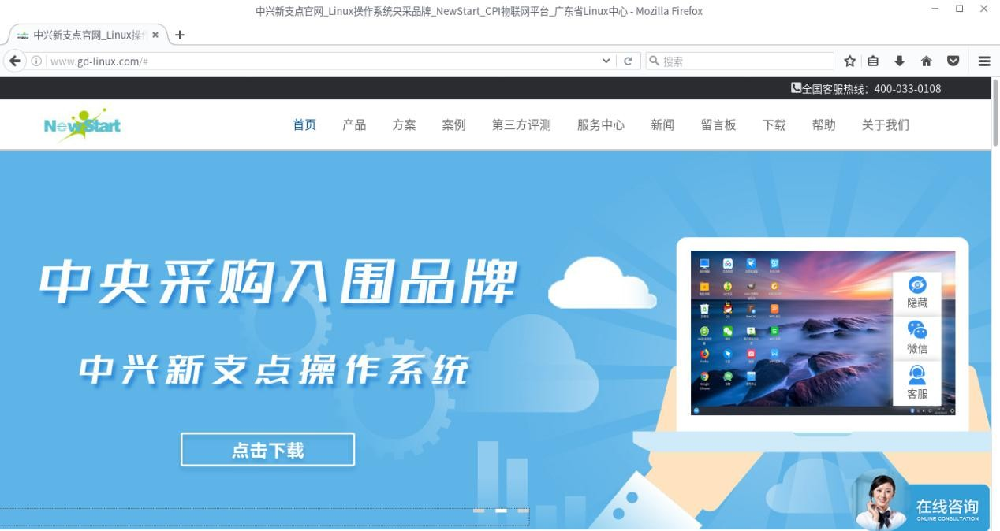 中兴新支点官网_Linux操作系统央采品牌_NewStart_CPI物联网平台_广东省Linux中心 - Mozilla Firefox
中兴新支点官网_Linux操
www.gd-linux.com/#
搜索
全国客服热线：400-033-0108
NewStart
首页 产品 方案 案例 第三方评测 服务中心 新闻 留言板 下载 帮助 关于我们
中央采购入围品牌
中兴新支点操作系统
点击下载
隐藏
微信
客服
在线咨询
ONLINE CONSULTATION